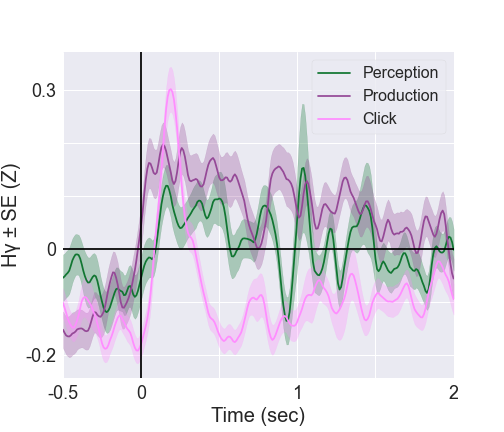 Perception
Production
Click
0.3
0
-0.2
Hγ ± SE (Z)
-0.5
0
1
2
Time (sec)